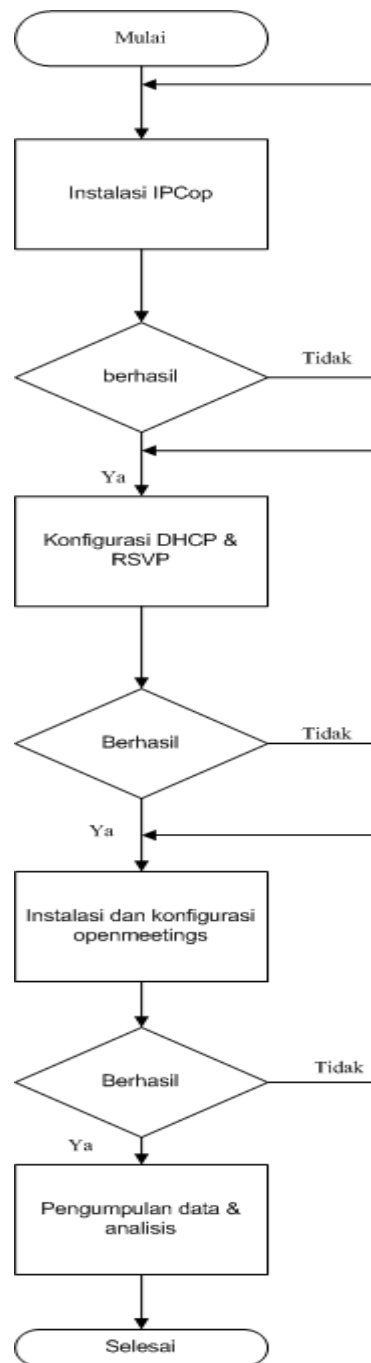 Mulai
Instalasi IPCop
berhasil
Tidak
Ya
Konfigurasi DHCP &
RSVP
Berhasil
Tidak
Ya
Instalasi dan konfigurasi
openmeetings
Berhasil
Tidak
Ya
Pengumpulan data &
analisis
Selesai